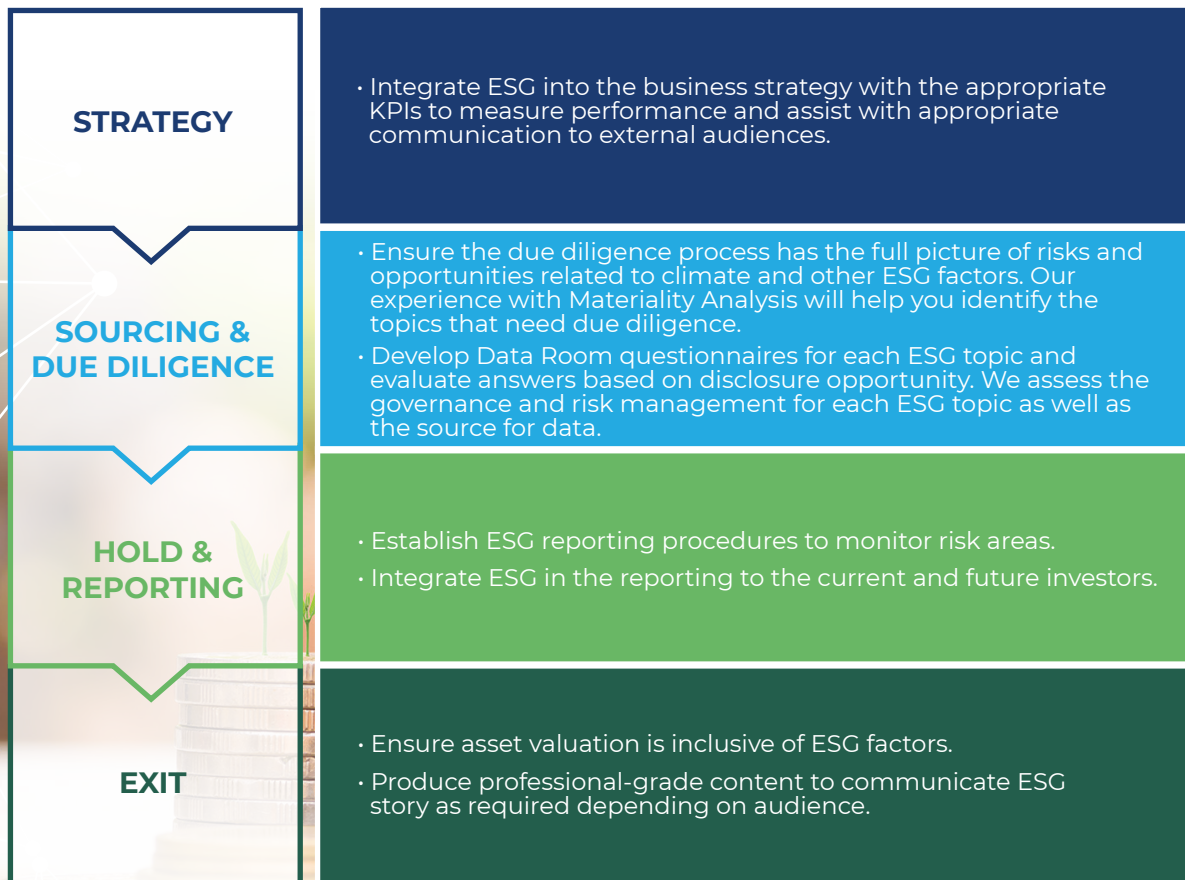 STRATEGY
· Integrate ESG into the business strategy with the appropriate
KPIs to measure performance and assist with appropriate
communication to external audiences.
SOURCING &
DUE DILIGENCE
· Ensure the due diligence process has the full picture of risks and
opportunities related to climate and other ESG factors. Our
experience with Materiality Analysis will help you identify the
topics that need due diligence.
· Develop Data Room questionnaires for each ESG topic and
evaluate answers based on disclosure opportunity. We assess the
governance and risk management for each ESG topic as well as
the source for data.
HOLD &
REPORTING
· Establish ESG reporting procedures to monitor risk areas.
· Integrate ESG in the reporting to the current and future investors.
EXIT
· Ensure asset valuation is inclusive of ESG factors.
· Produce professional-grade content to communicate ESG
story as required depending on audience.